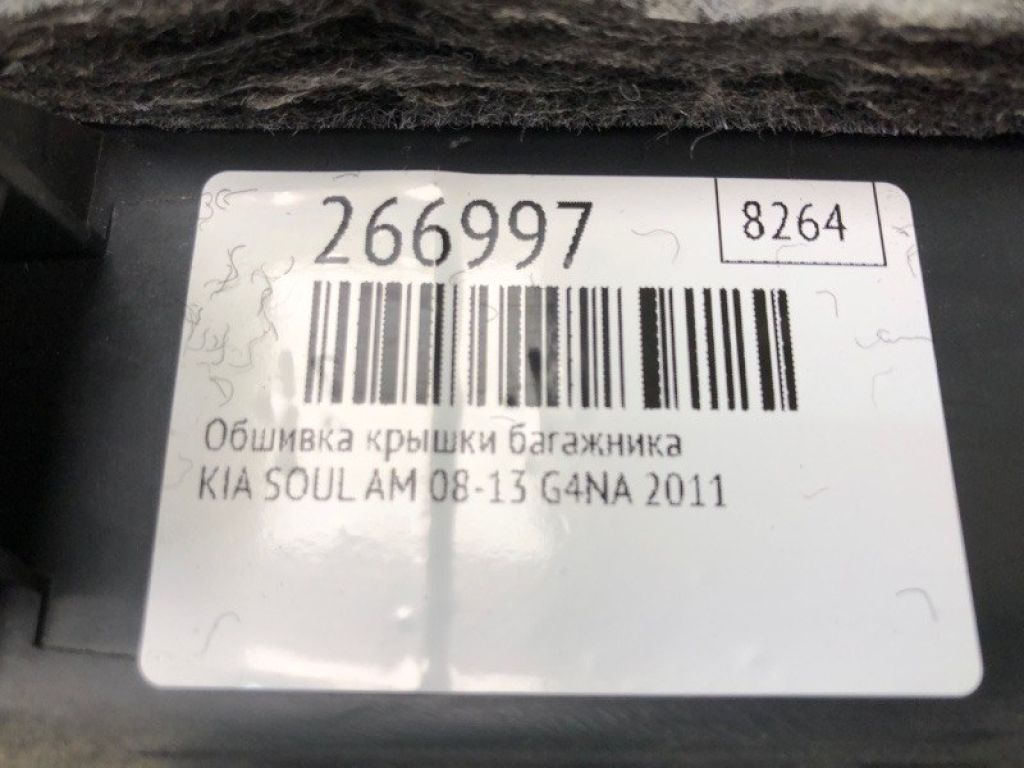 266997
8264
Обшивка крышки багажника
KIA SOUL AM 08-13 G4NA 2011